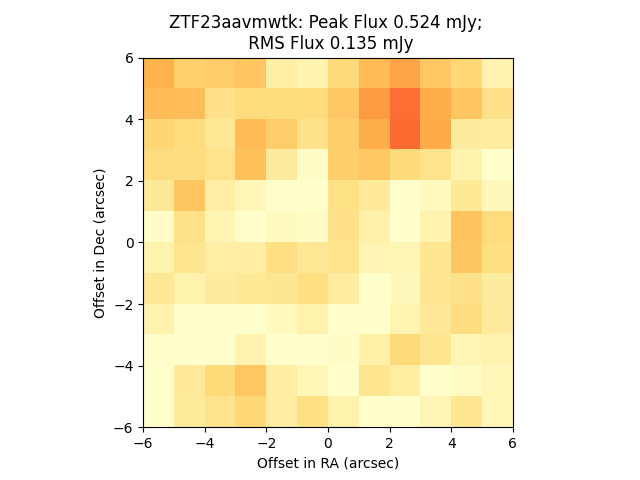 ZTF23aavmwtk: Peak Flux 0.524 mJy;
RMS Flux 0.135 mJy
6
4
2
0
−2
−4
−6
Offset in Dec (arcsec)
−6 −4 −2 0 2 4 6
Offset in RA (arcsec)